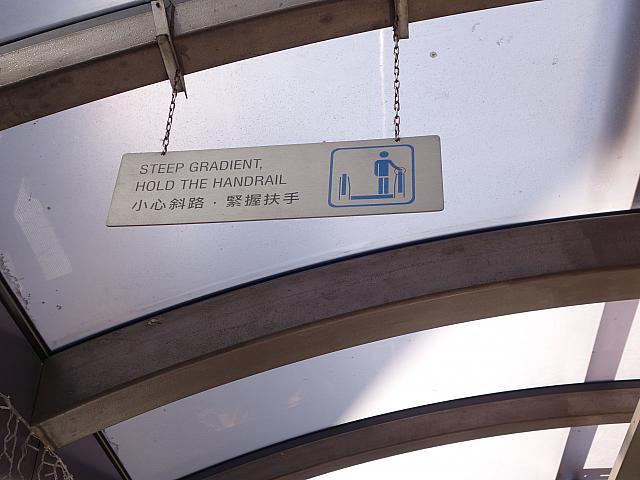 STEEP GRADIENT,
HOLD THE HANDRAIL
小心斜路 · 緊握扶手